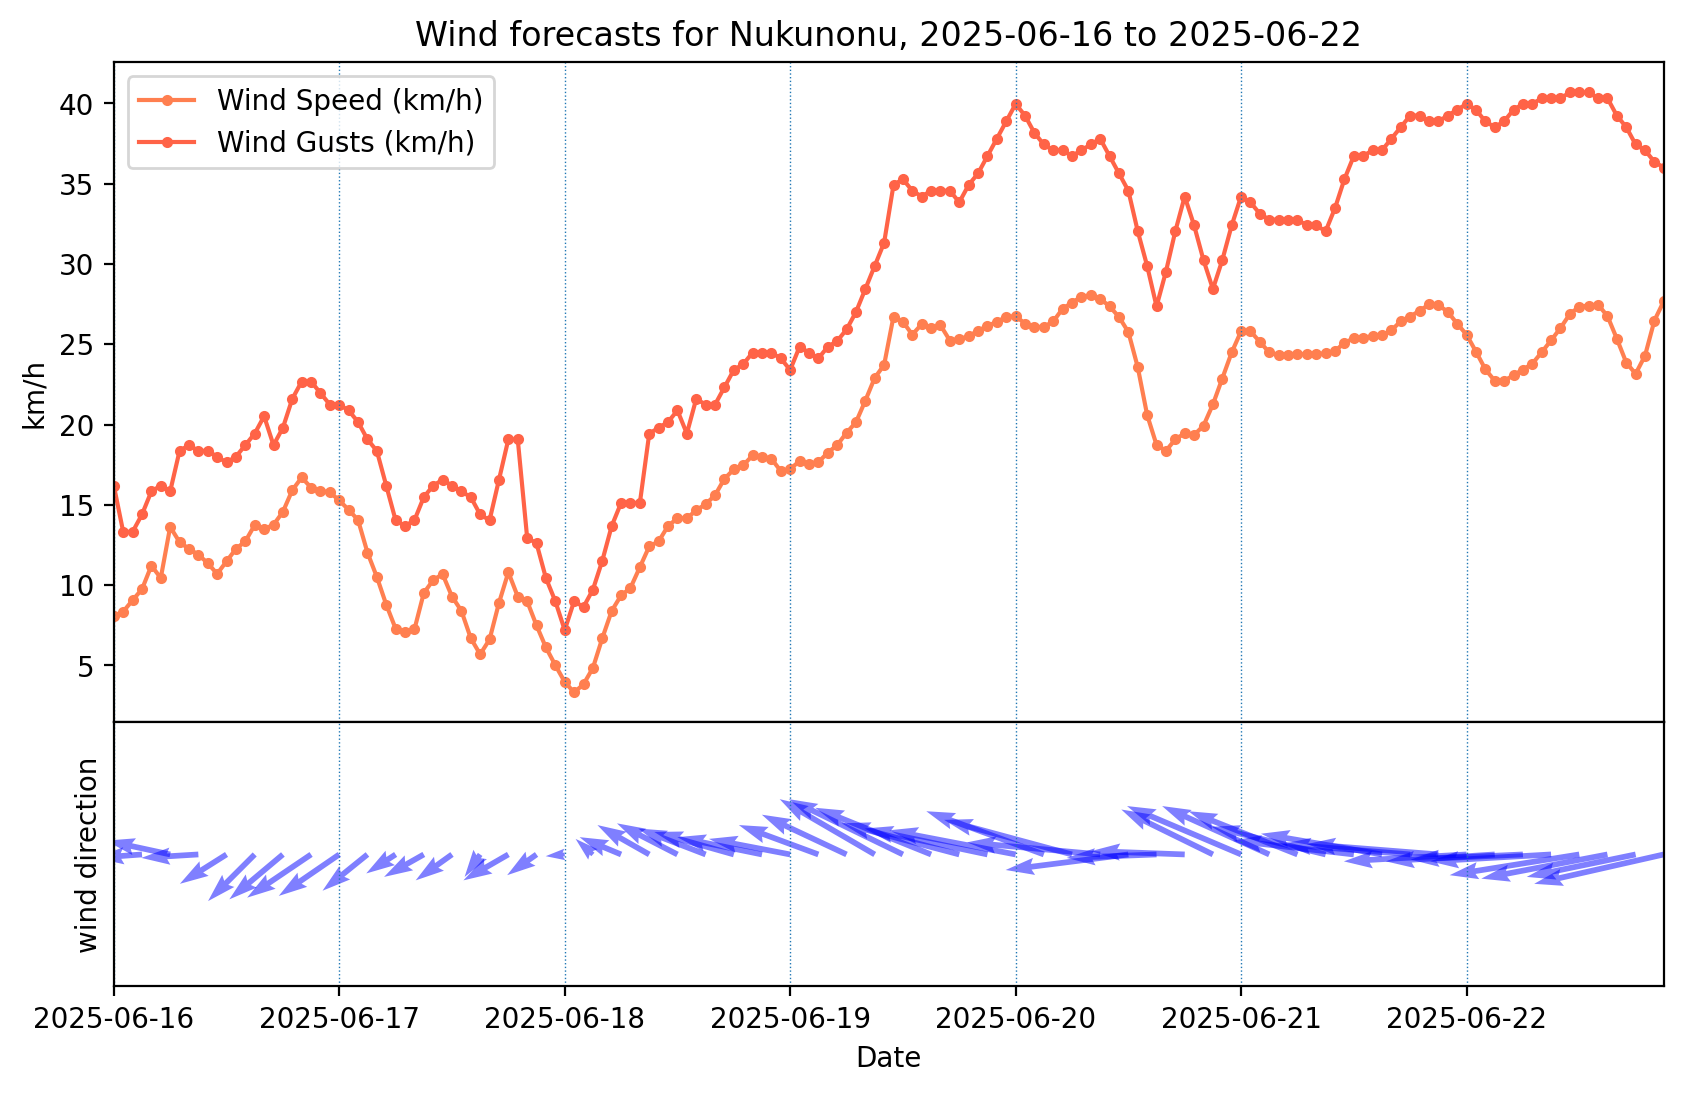 Wind forecasts for Nukunonu, 2025-06-16 to 2025-06-22
Wind Speed (km/h)
Wind Gusts (km/h)
40
35
30
25
20
15
10
5
km/h
wind direction
2025-06-16 2025-06-17 2025-06-18 2025-06-19 2025-06-20 2025-06-21 2025-06-22
Date